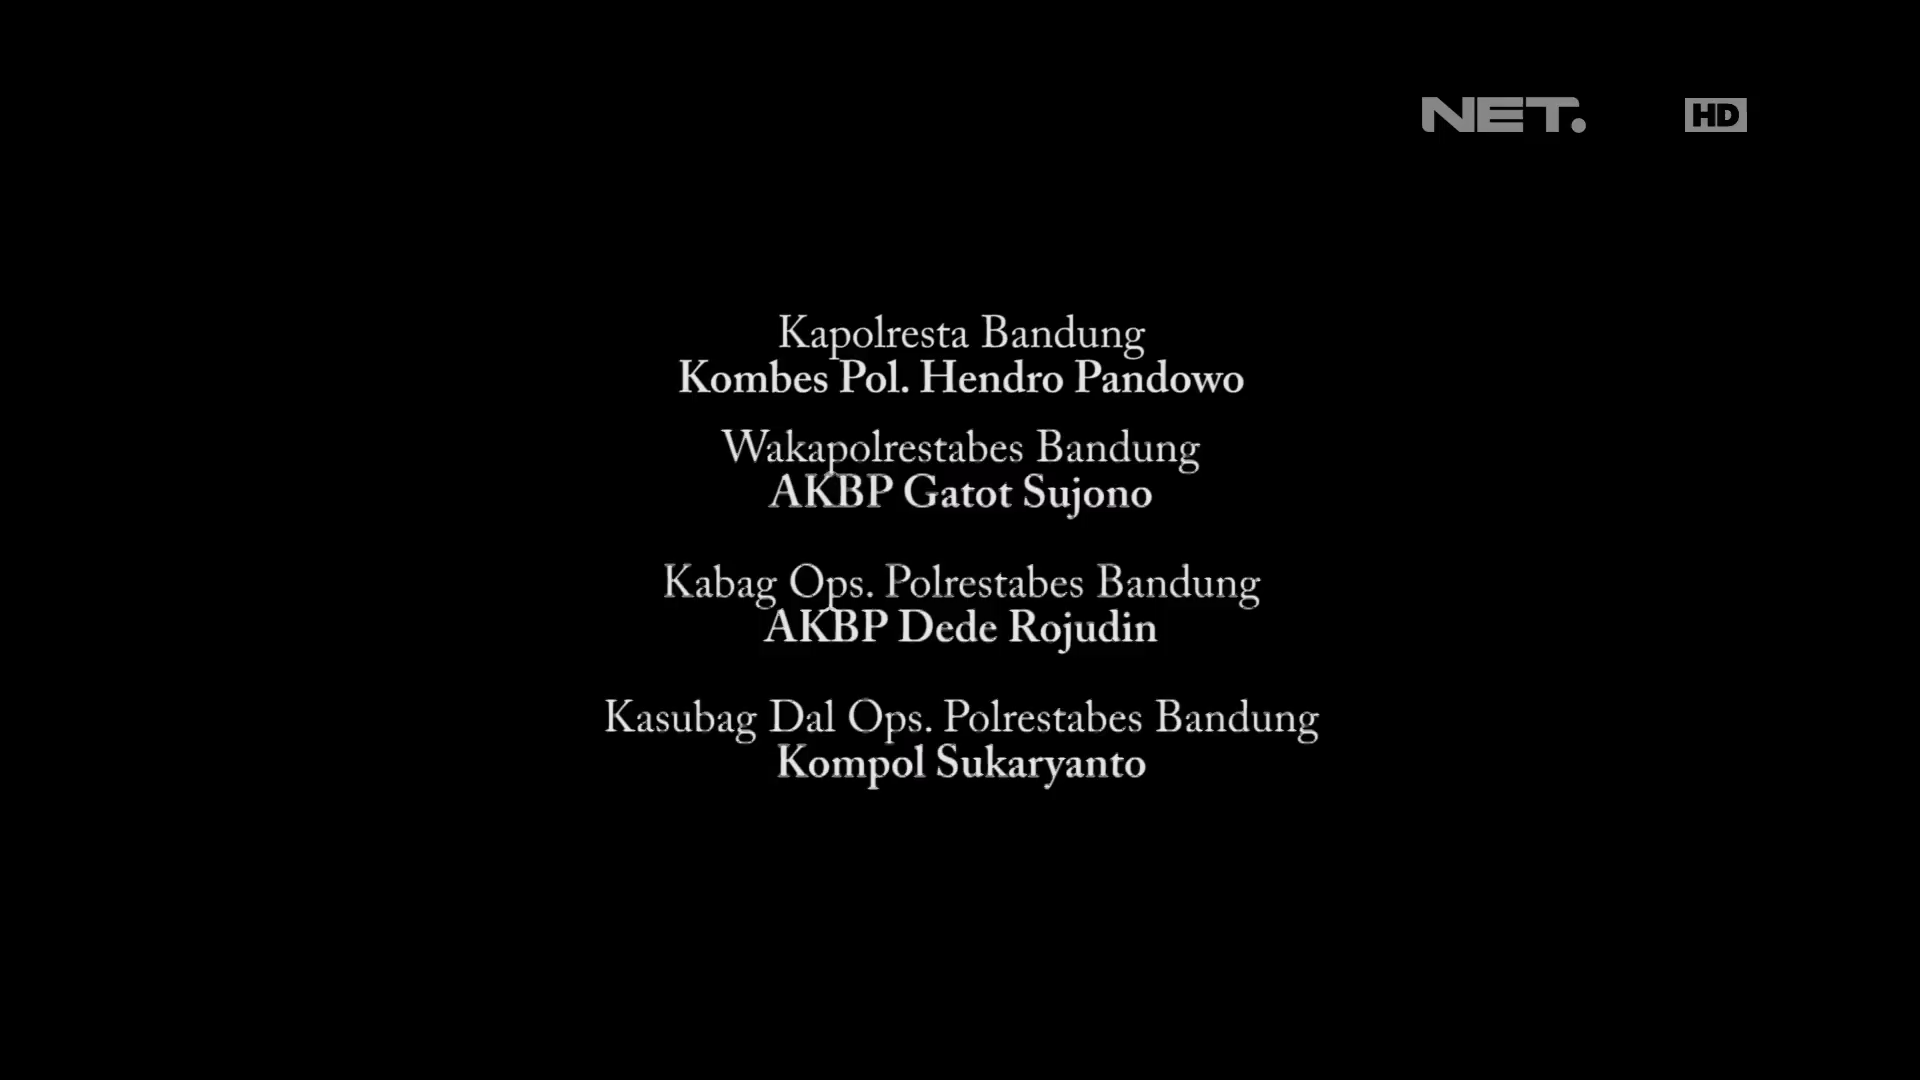 NET.
HD
Kapolresta Bandung
Kombes Pol. Hendro Pandowo
Wakapolrestabes Bandung
AKBP Gatot Sujono
Kabag Ops. Polrestabes Bandung
AKBP Dede Rojudin
Kasubag Dal Ops. Polrestabes Bandung
Kompol Sukaryanto